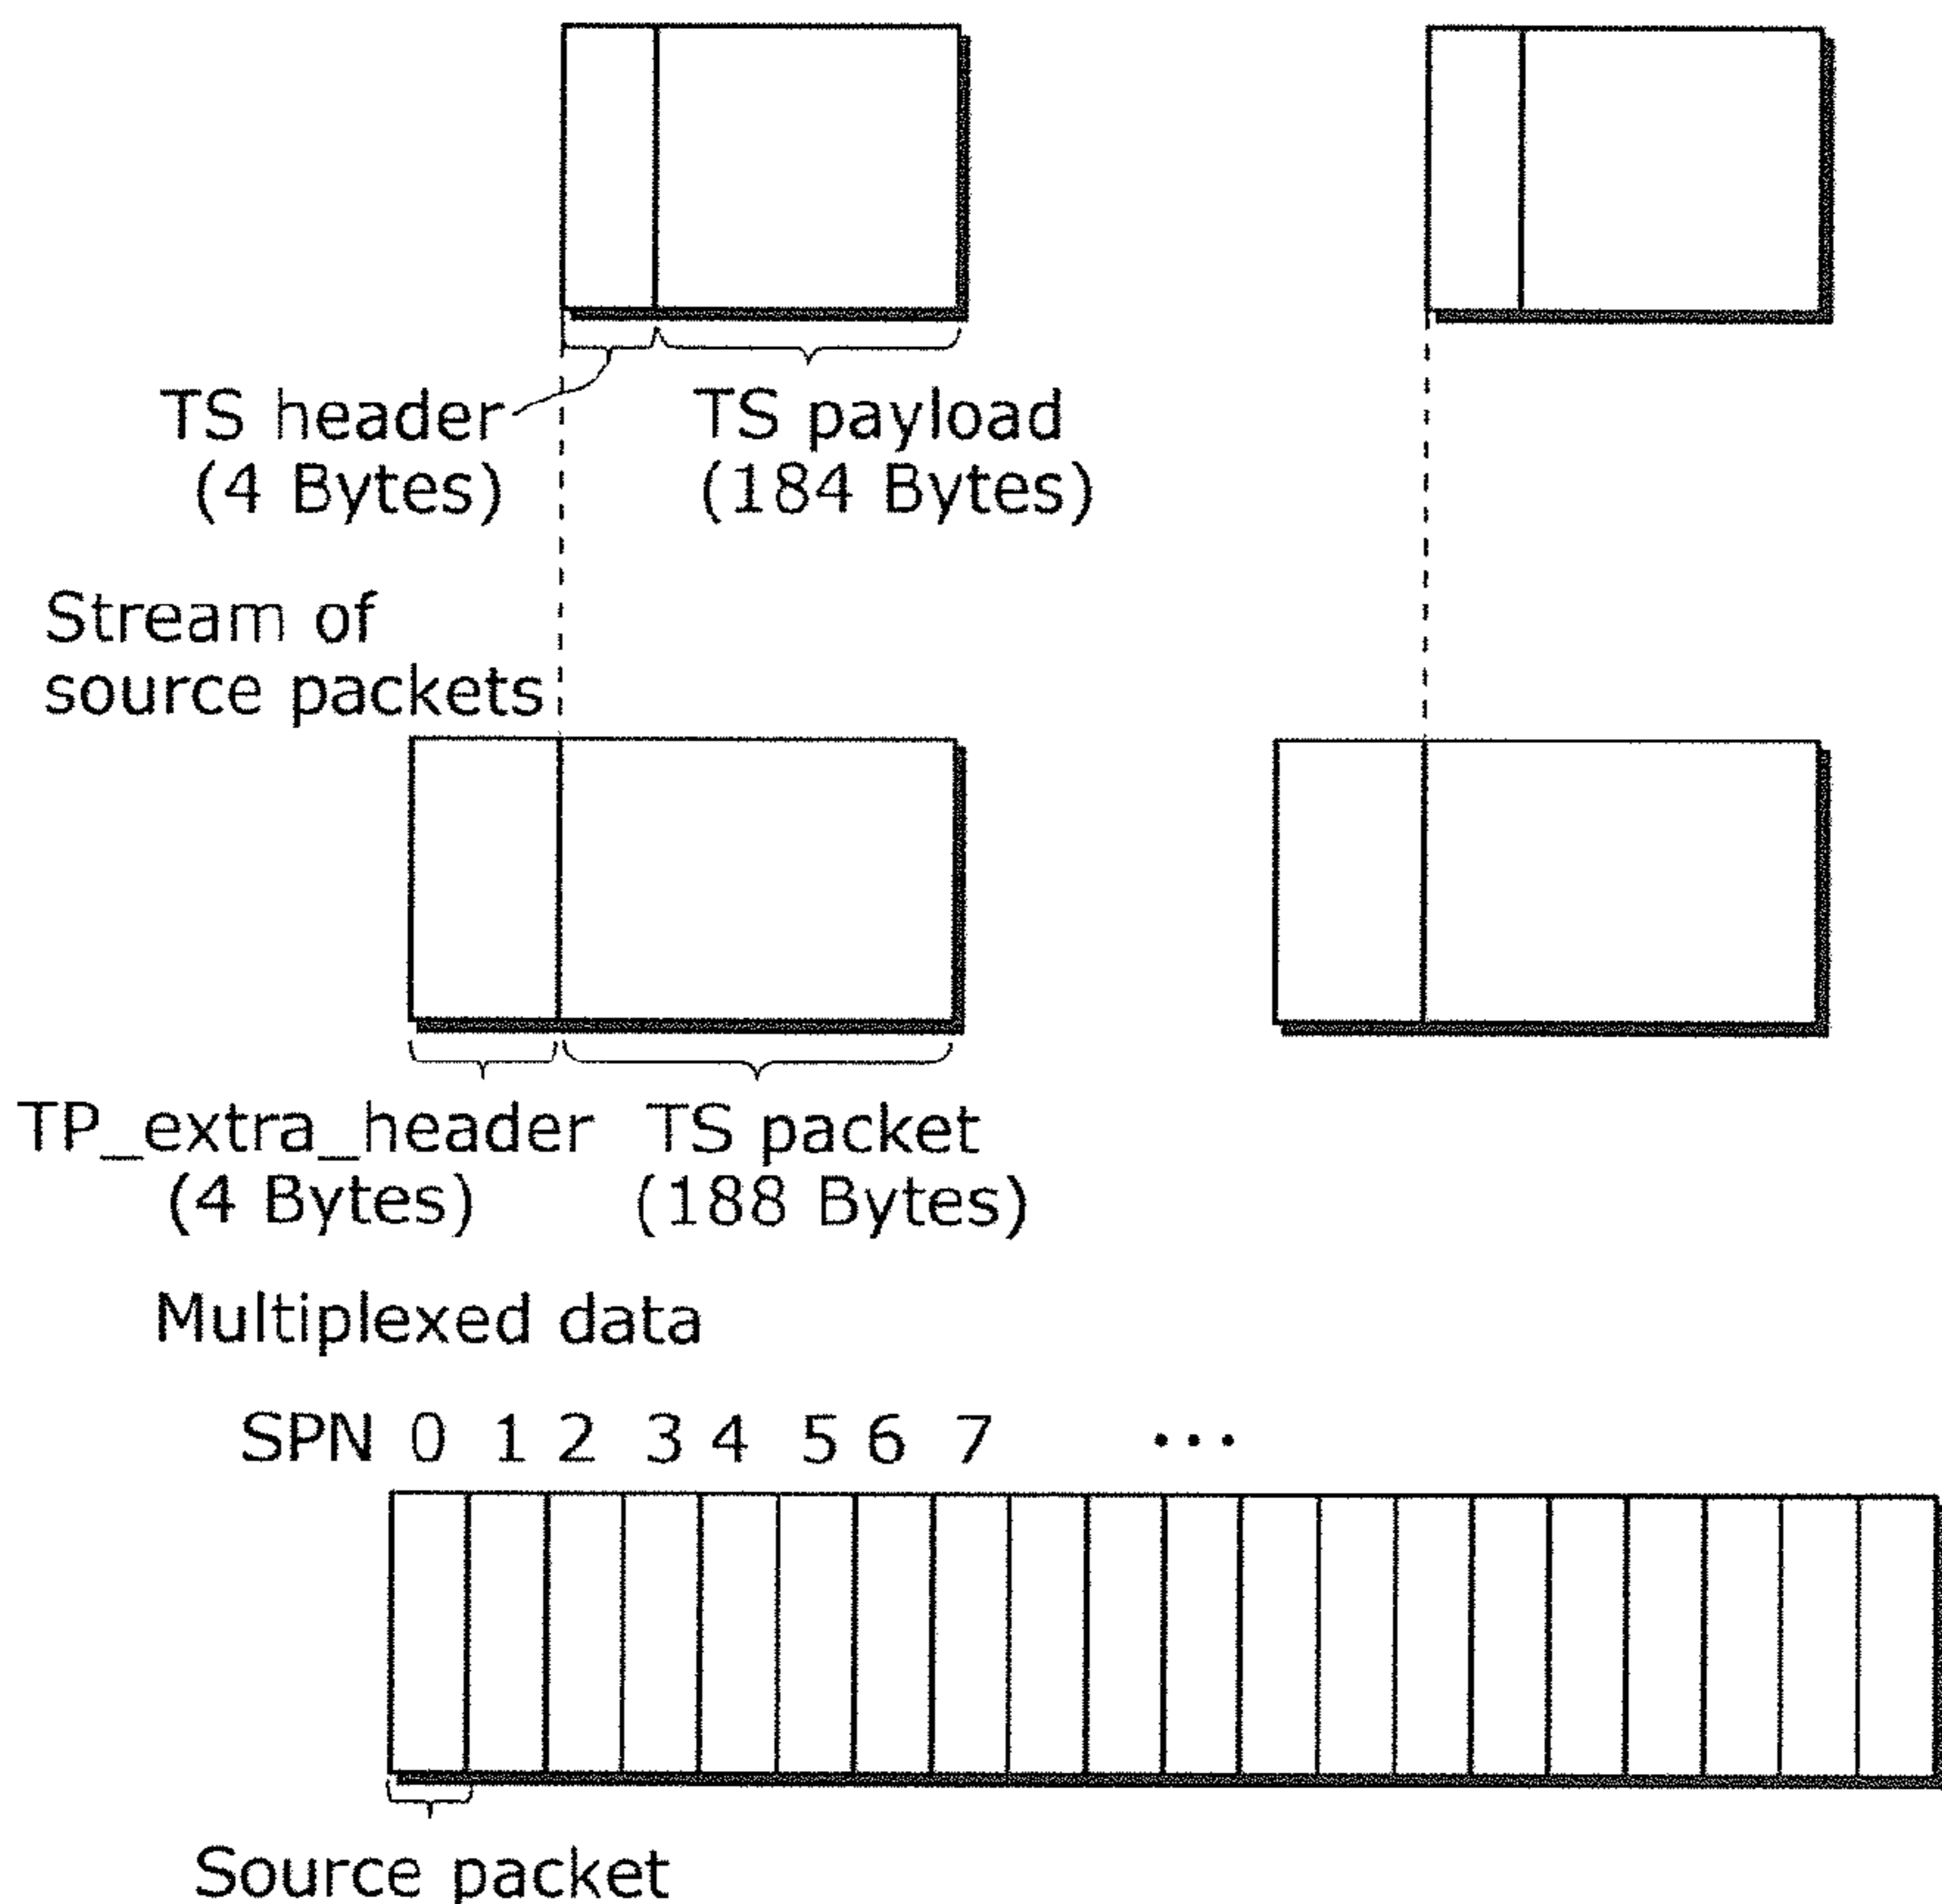 TS header
(4 Bytes)
TS payload
(184 Bytes)
Stream of
source packets
TP_extra_header
(4 Bytes)
TS packet
(188 Bytes)
Multiplexed data
SPN 0 1 2 3 4 5 6 7 ...
Source packet